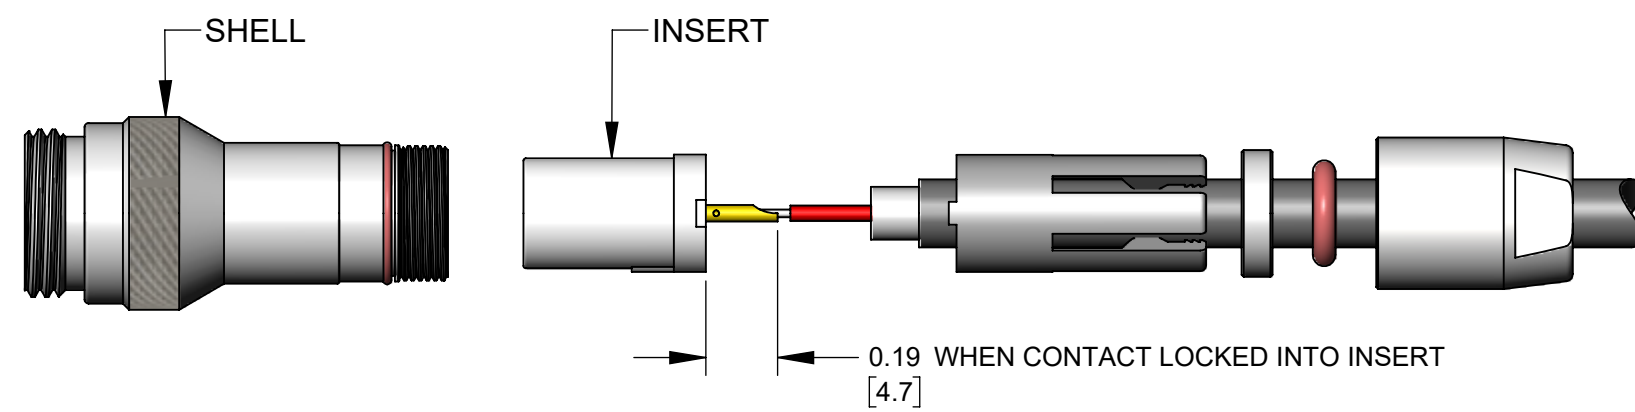 SHELL
INSERT
0.19 WHEN CONTACT LOCKED INTO INSERT
[4.7]